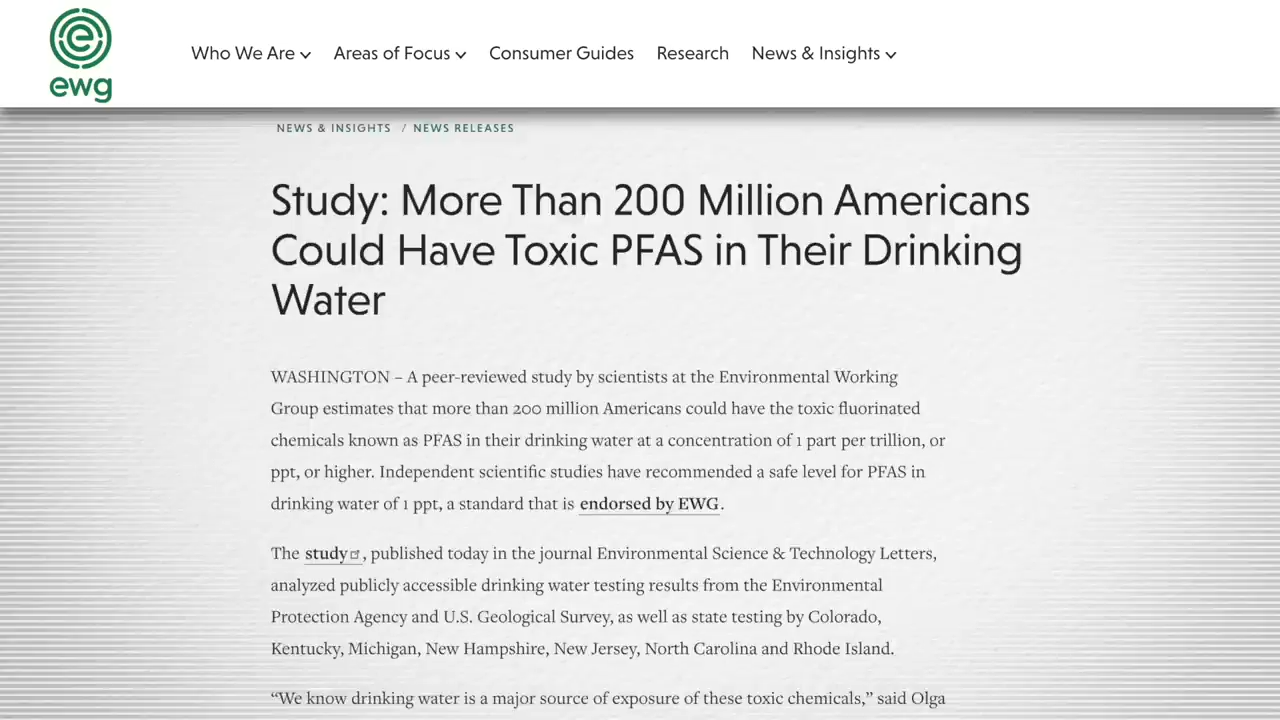 ewg
Who We Are
Areas of Focus
Consumer Guides
Research
News & Insights
NEWS & INSIGHTS / NEWS RELEASES
Study: More Than 200 Million Americans
Could Have Toxic PFAS in Their Drinking
Water
WASHINGTON – A peer-reviewed study by scientists at the Environmental Working
Group estimates that more than 200 million Americans could have the toxic fluorinated
chemicals known as PFAS in their drinking water at a concentration of 1 part per trillion, or
ppt, or higher. Independent scientific studies have recommended a safe level for PFAS in
drinking water of 1 ppt, a standard that is endorsed by EWG.
The study, published today in the journal Environmental Science & Technology Letters,
analyzed publicly accessible drinking water testing results from the Environmental
Protection Agency and U.S. Geological Survey, as well as state testing by Colorado,
Kentucky, Michigan, New Hampshire, New Jersey, North Carolina and Rhode Island.
“We know drinking water is a major source of exposure of these toxic chemicals,” said Olga